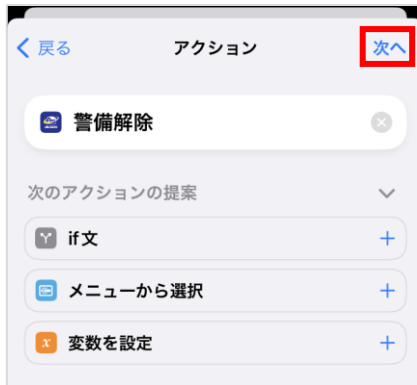 戻る アクション 次へ
警備解除
次のアクションの提案
if文
メニューから選択
変数を設定